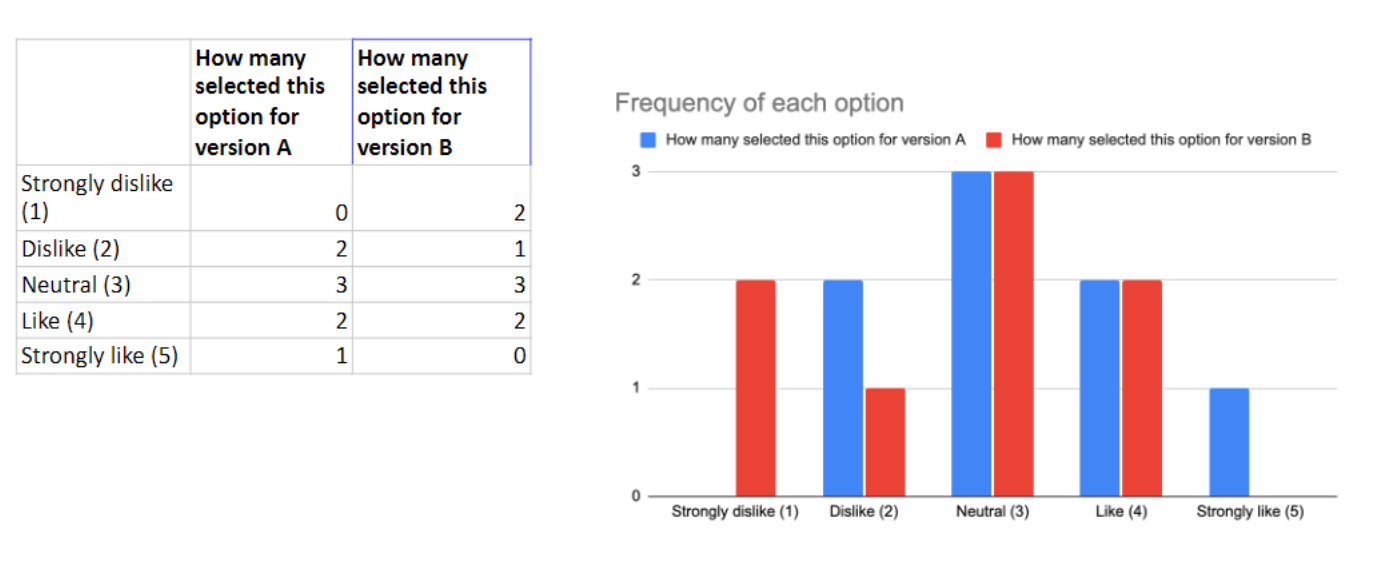 How many
selected this
option for
version A
How many
selected this
option for
version B
Strongly dislike
(1)
0
2
Dislike (2)
2
1
Neutral (3)
3
3
Like (4)
2
2
Strongly like (5)
1
0
Frequency of each option
How many selected this option for version A
How many selected this option for version B
3
2
1
0
Strongly dislike (1)
Dislike (2)
Neutral (3)
Like (4)
Strongly like (5)